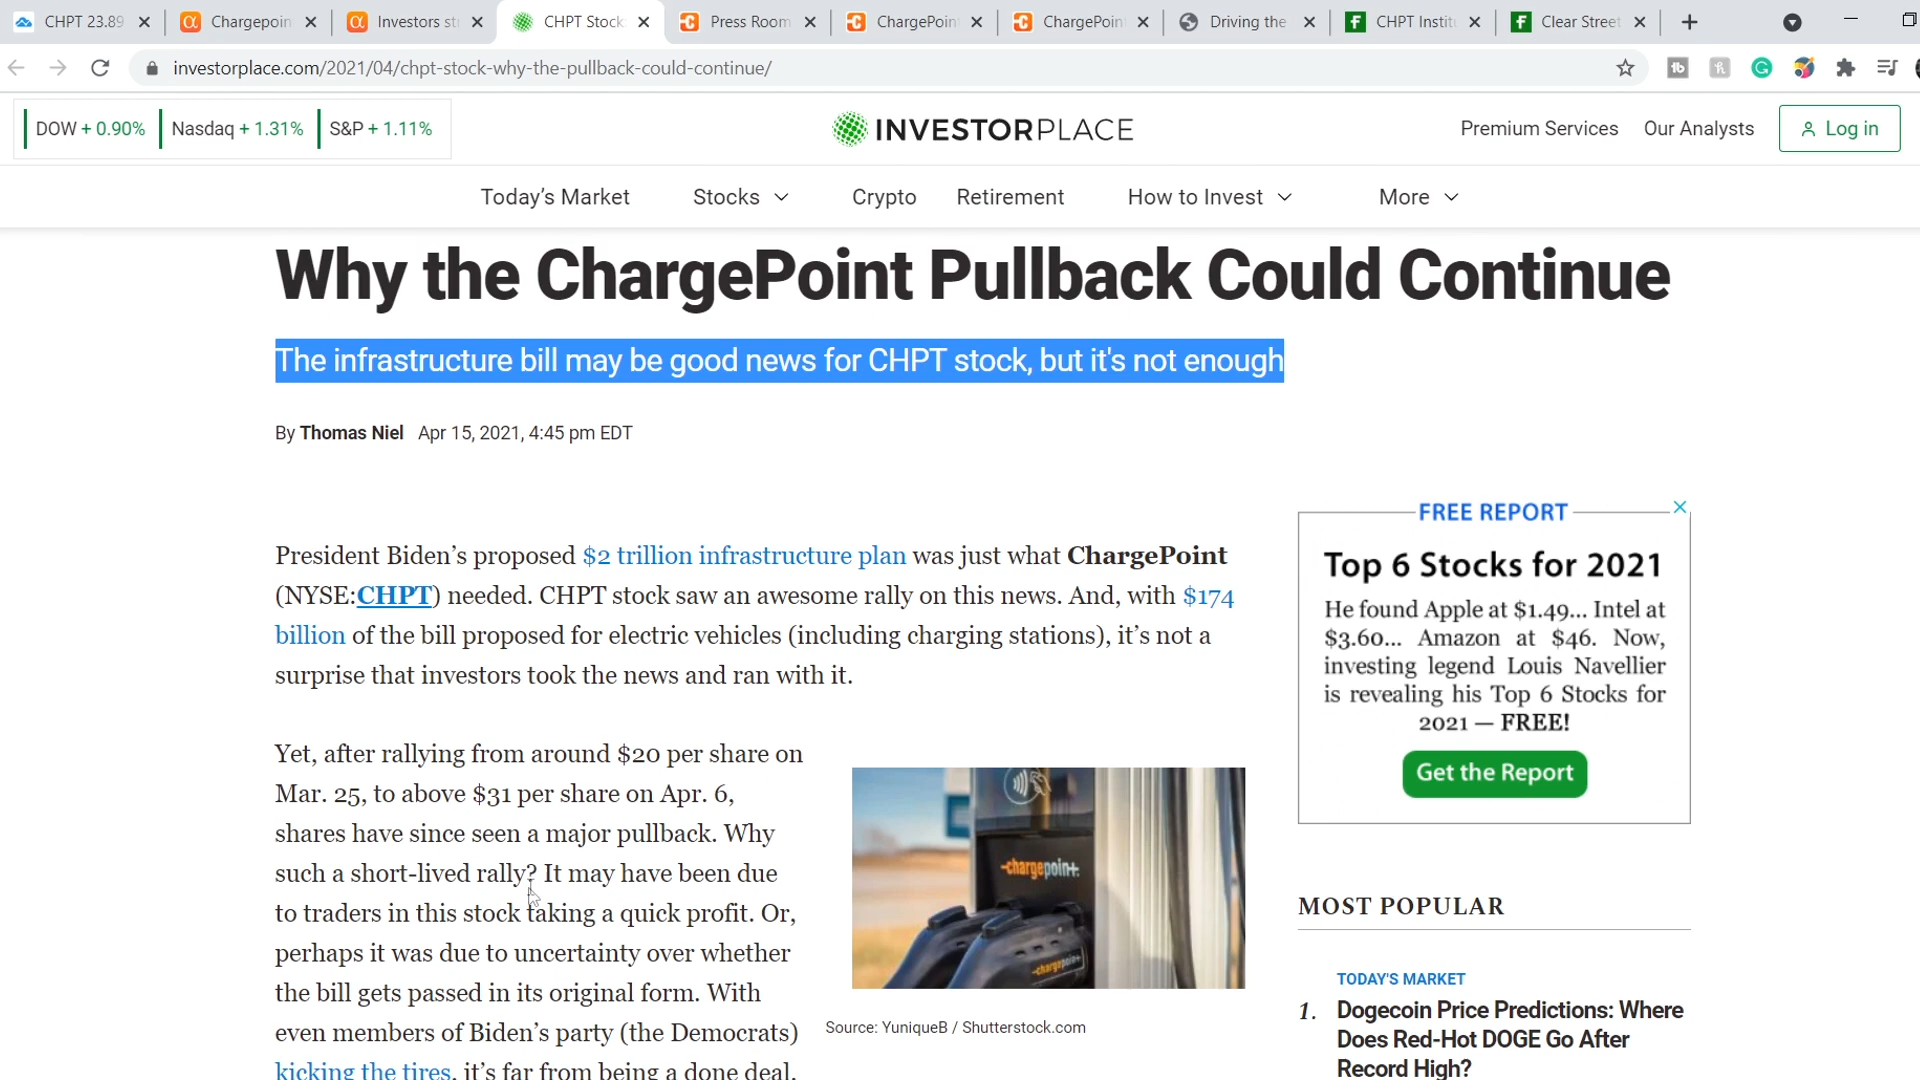 CHPT 23.89
Chargepoin
Investors st
CHPT Stock
Press Room
ChargePoin
ChargePoin
Driving the
CHPT Instit
Clear Street
investorplace.com/2021/04/chpt-stock-why-the-pullback-could-continue/
DOW + 0.90%
Nasdaq + 1.31%
S&P + 1.11%
INVESTORPLACE
Premium Services
Our Analysts
Log in
Today’s Market
Stocks
Crypto
Retirement
How to Invest
More
Why the ChargePoint Pullback Could Continue
The infrastructure bill may be good news for CHPT stock, but it's not enough
By Thomas Niel Apr 15, 2021, 4:45 pm EDT
President Biden’s proposed $2 trillion infrastructure plan was just what ChargePoint
(NYSE:CHPT) needed. CHPT stock saw an awesome rally on this news. And, with $174
billion of the bill proposed for electric vehicles (including charging stations), it’s not a
surprise that investors took the news and ran with it.
Yet, after rallying from around $20 per share on
Mar. 25, to above $31 per share on Apr. 6,
shares have since seen a major pullback. Why
such a short-lived rally? It may have been due
to traders in this stock taking a quick profit. Or,
perhaps it was due to uncertainty over whether
the bill gets passed in its original form. With
even members of Biden’s party (the Democrats)
kicking the tires, it’s far from being a done deal.
-chargepoin+.
-chargepoin+
Source: YuniqueB / Shutterstock.com
FREE REPORT
Top 6 Stocks for 2021
He found Apple at $1.49... Intel at
$3.60... Amazon at $46. Now,
investing legend Louis Navellier
is revealing his Top 6 Stocks for
2021 — FREE!
Get the Report
MOST POPULAR
TODAY'S MARKET
1. Dogecoin Price Predictions: Where
Does Red-Hot DOGE Go After
Record High?